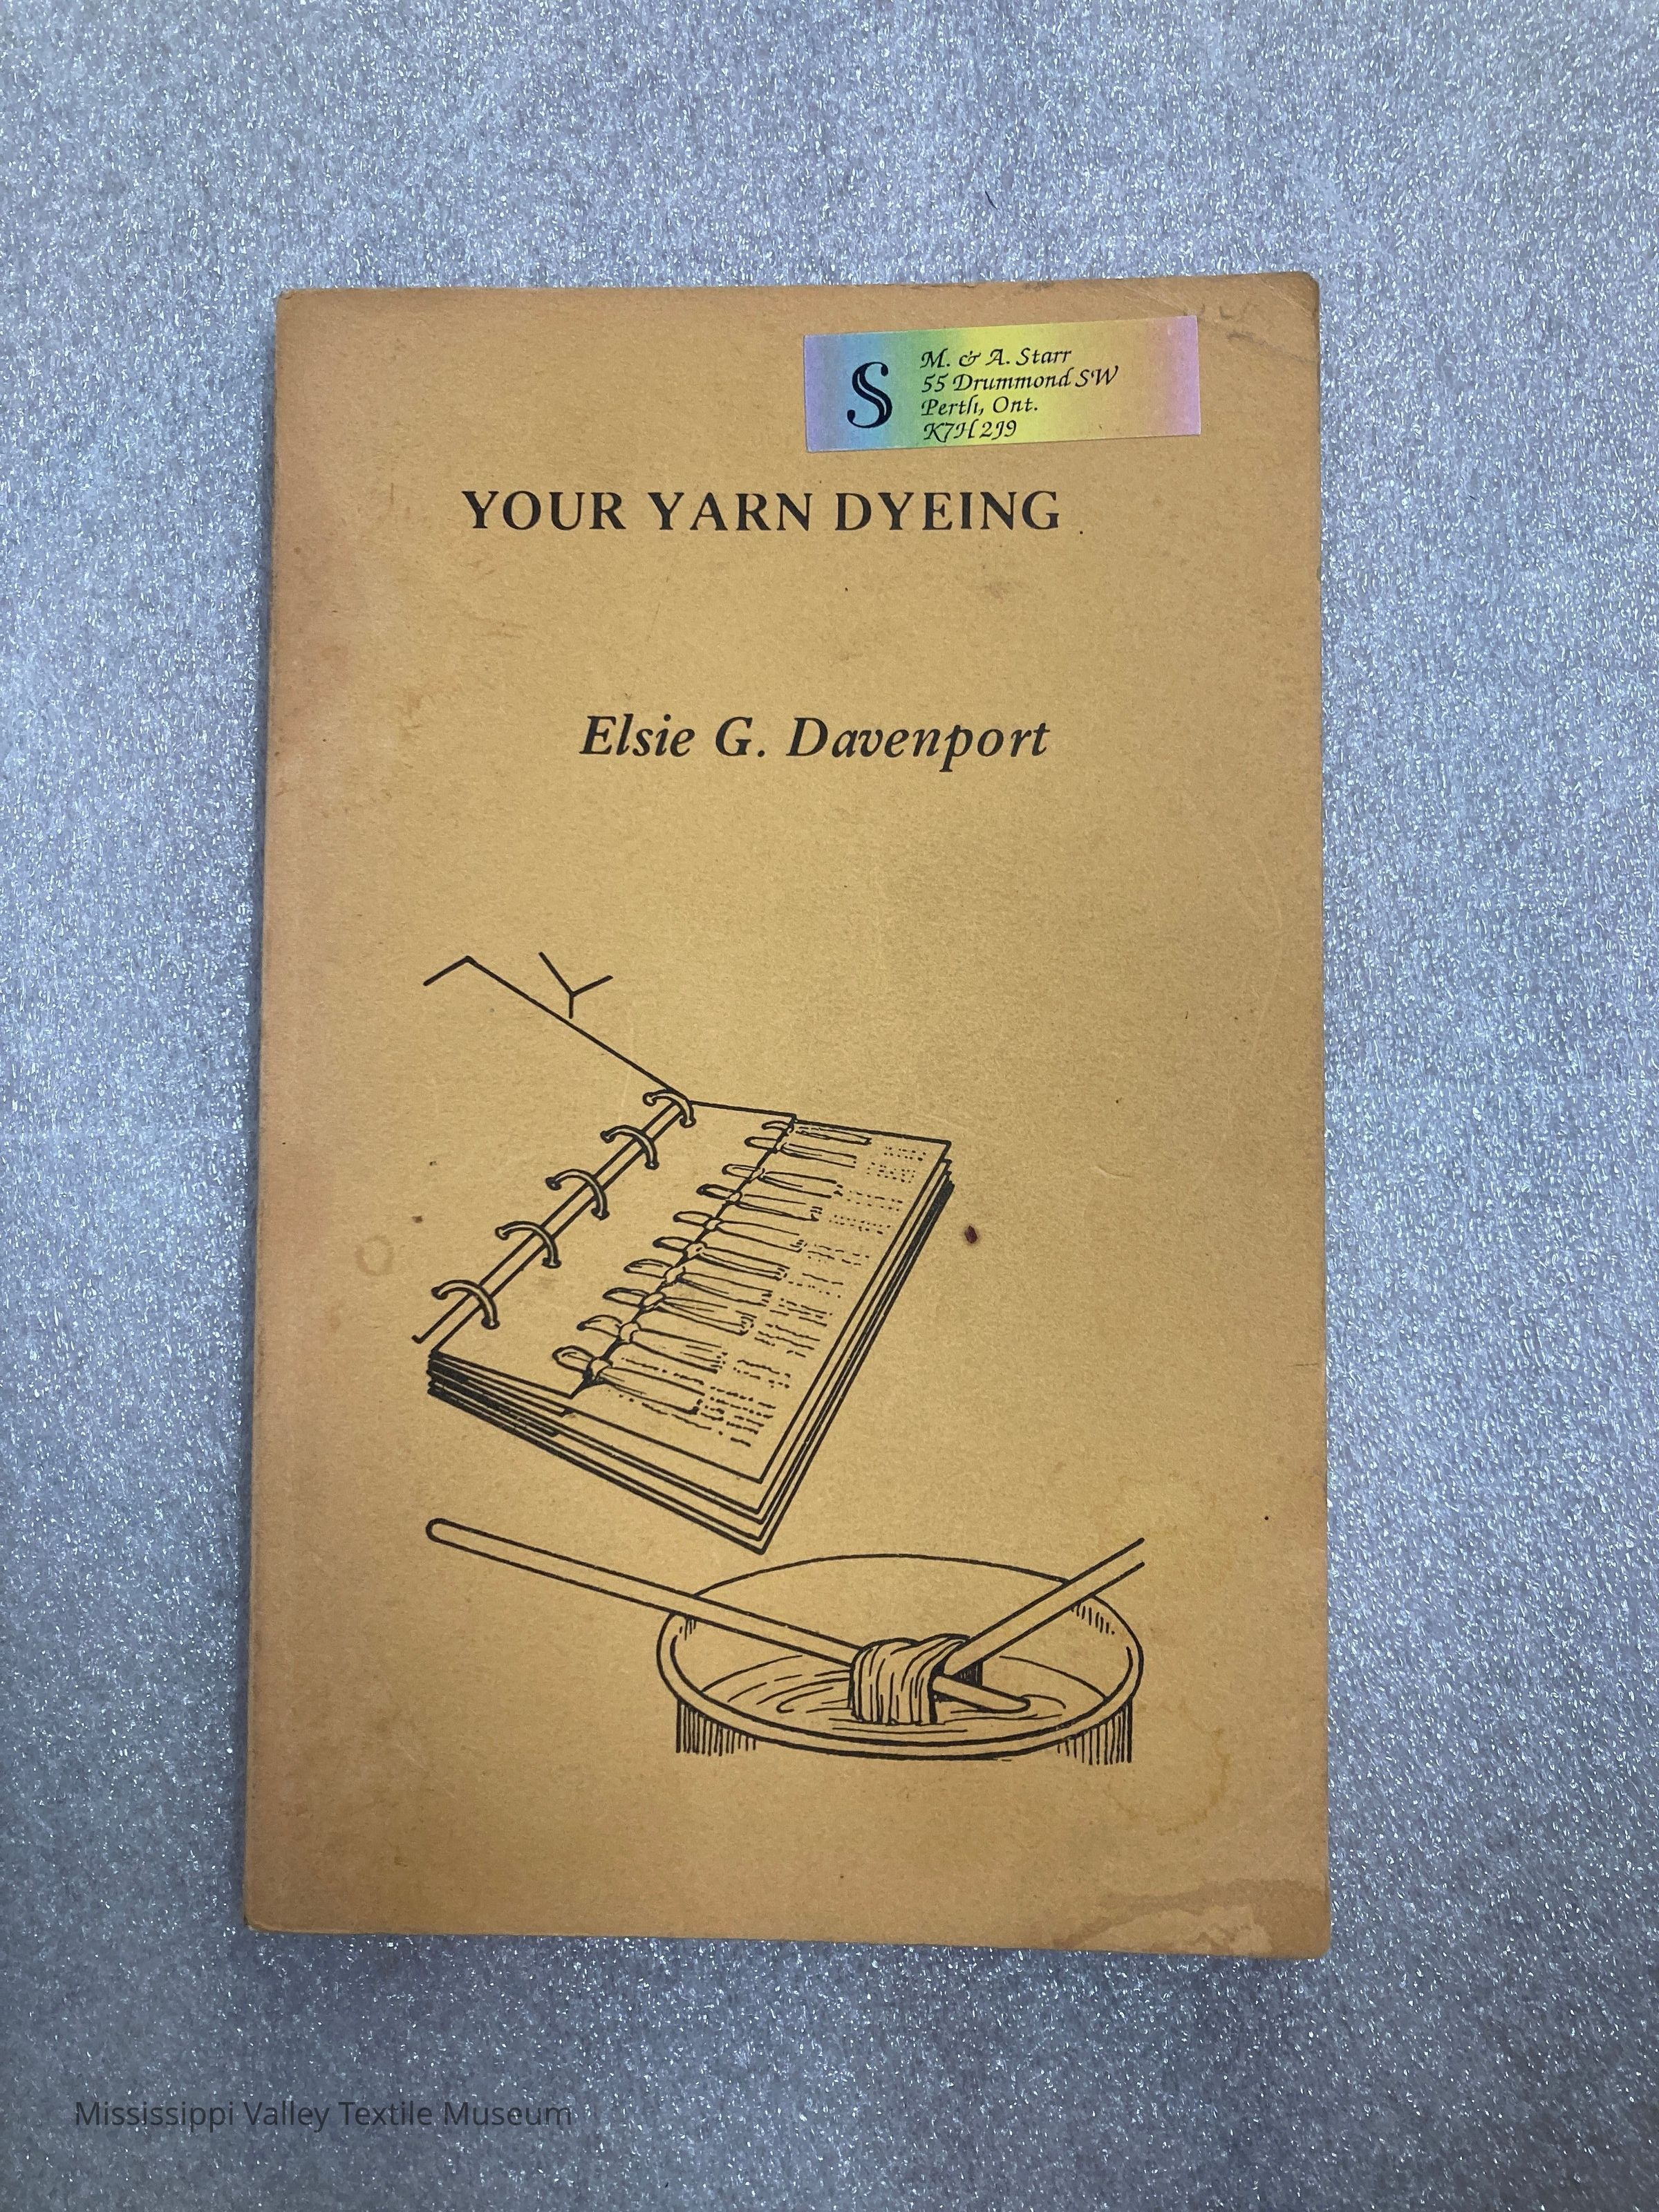 S
M. & A. Starr
55 Drummond SW
Perth, Ont.
K7H 2J9
YOUR YARN DYEING
Elsie G. Davenport
Mississippi Valley Textile Museum